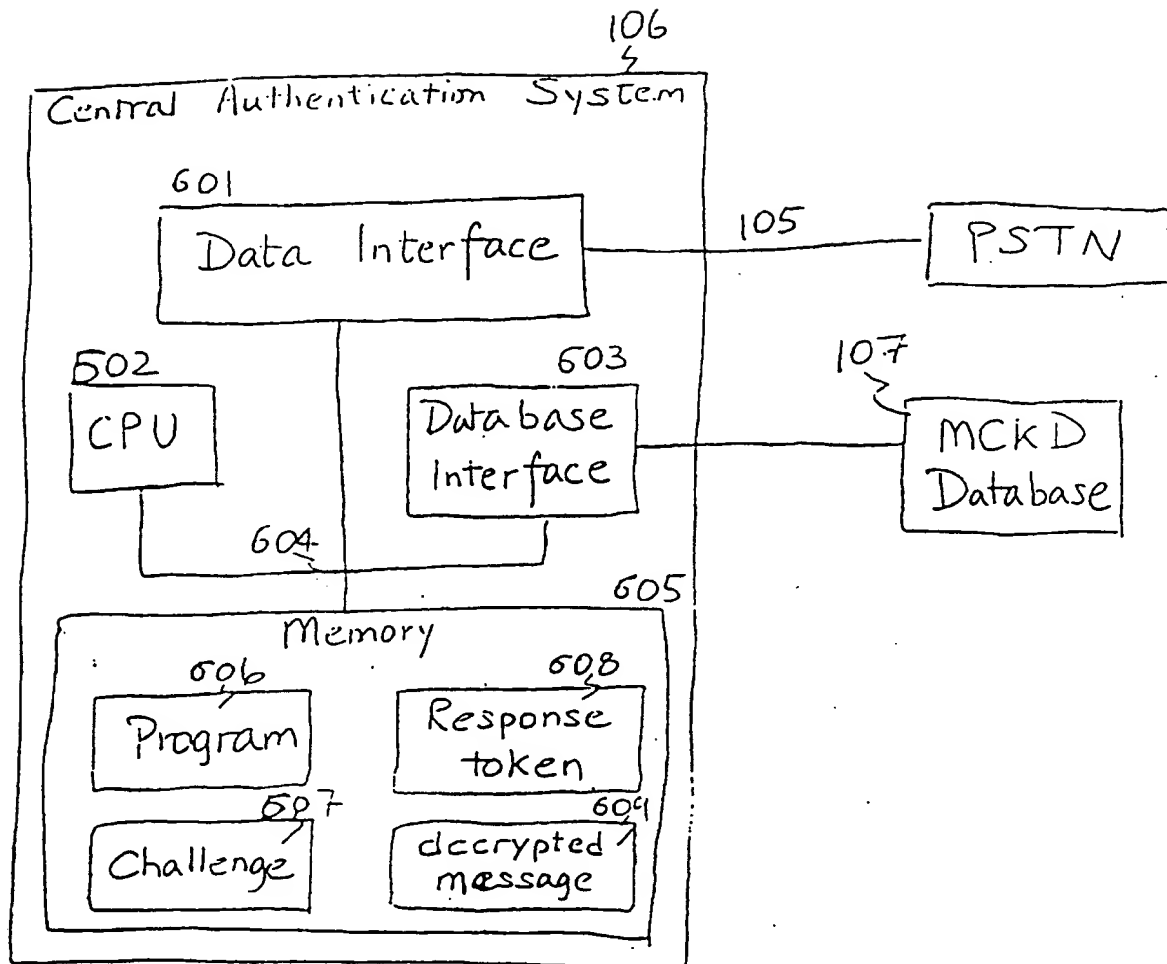 106
Central Authentication System
601
Data Interface
105
PSTN
602
CPU
603
Database
Interface
107
MCKD
Database
604
605
Memory
606
Program
608
Response
token
607
Challenge
609
decrypted
message